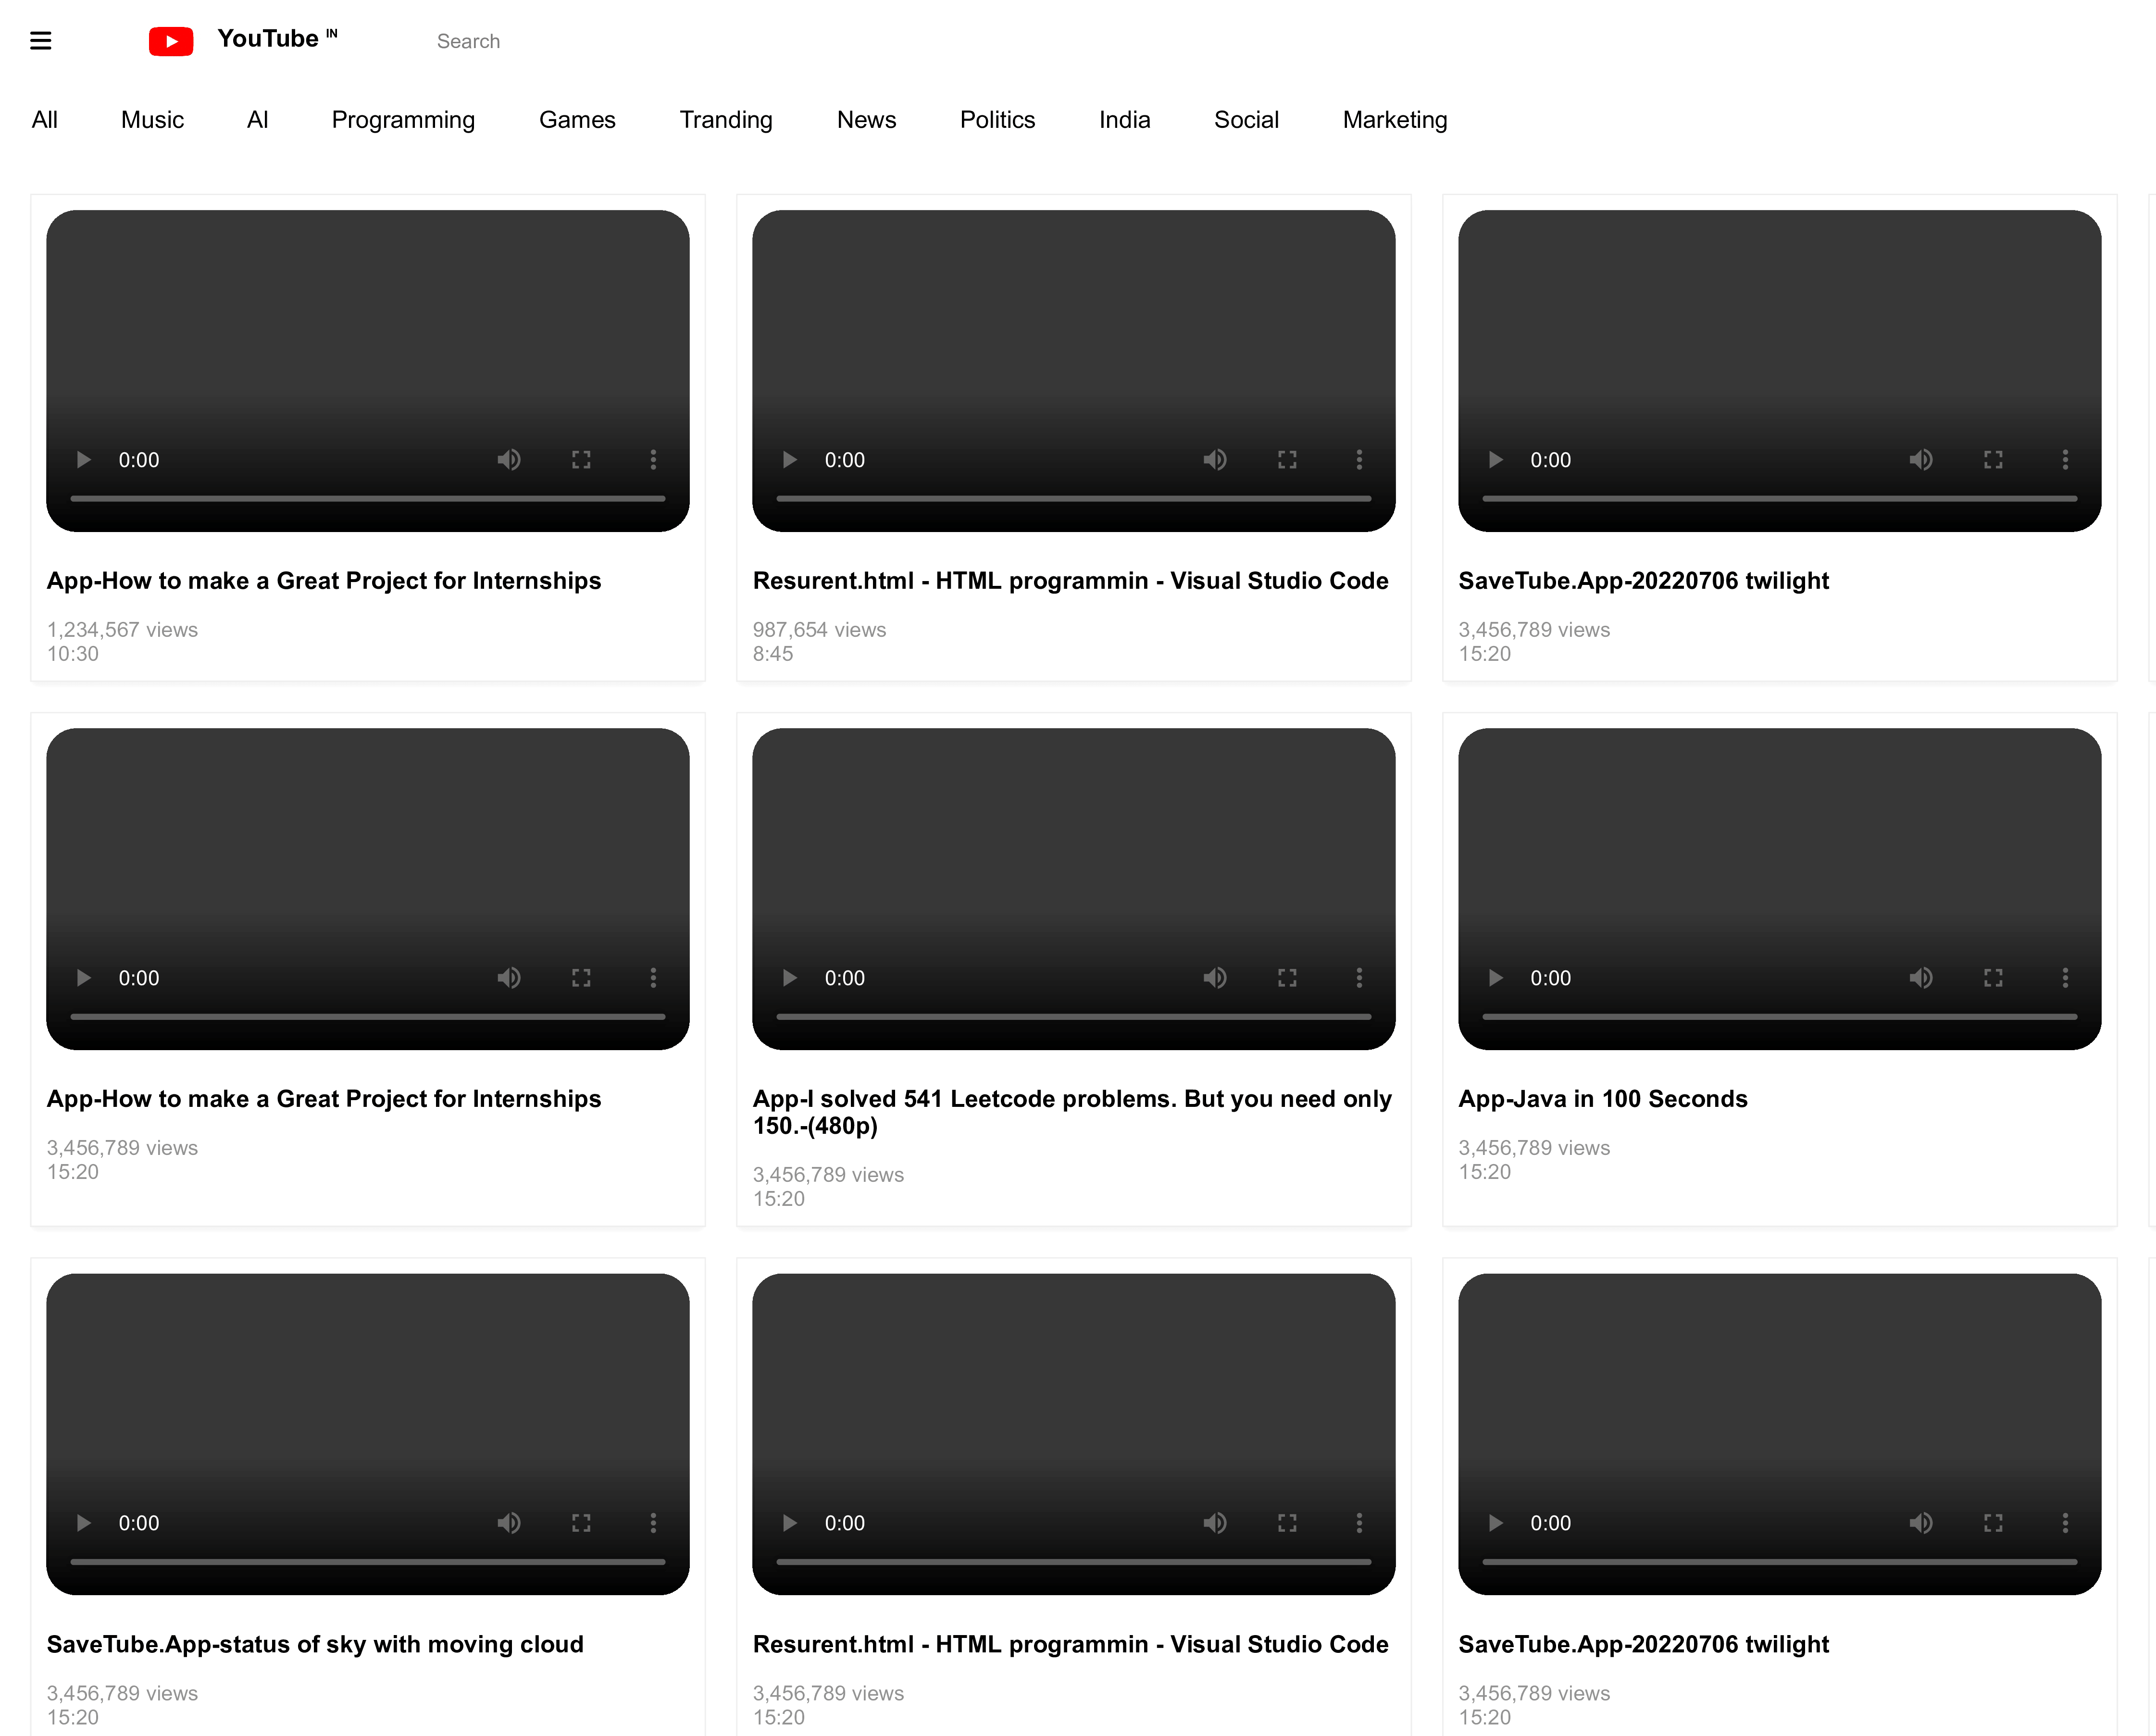 YouTube IN
Search
All Music AI Programming Games Tranding News Politics India Social Marketing
0:00 0:00 0:00
App-How to make a Great Project for Internships
1,234,567 views
10:30
Resurent.html - HTML programmin - Visual Studio Code
987,654 views
8:45
SaveTube.App-20220706 twilight
3,456,789 views
15:20
0:00 0:00 0:00
App-How to make a Great Project for Internships
3,456,789 views
15:20
App-I solved 541 Leetcode problems. But you need only
150.-(480p)
3,456,789 views
15:20
App-Java in 100 Seconds
3,456,789 views
15:20
0:00 0:00 0:00
SaveTube.App-status of sky with moving cloud
3,456,789 views
15:20
Resurent.html - HTML programmin - Visual Studio Code
3,456,789 views
15:20
SaveTube.App-20220706 twilight
3,456,789 views
15:20